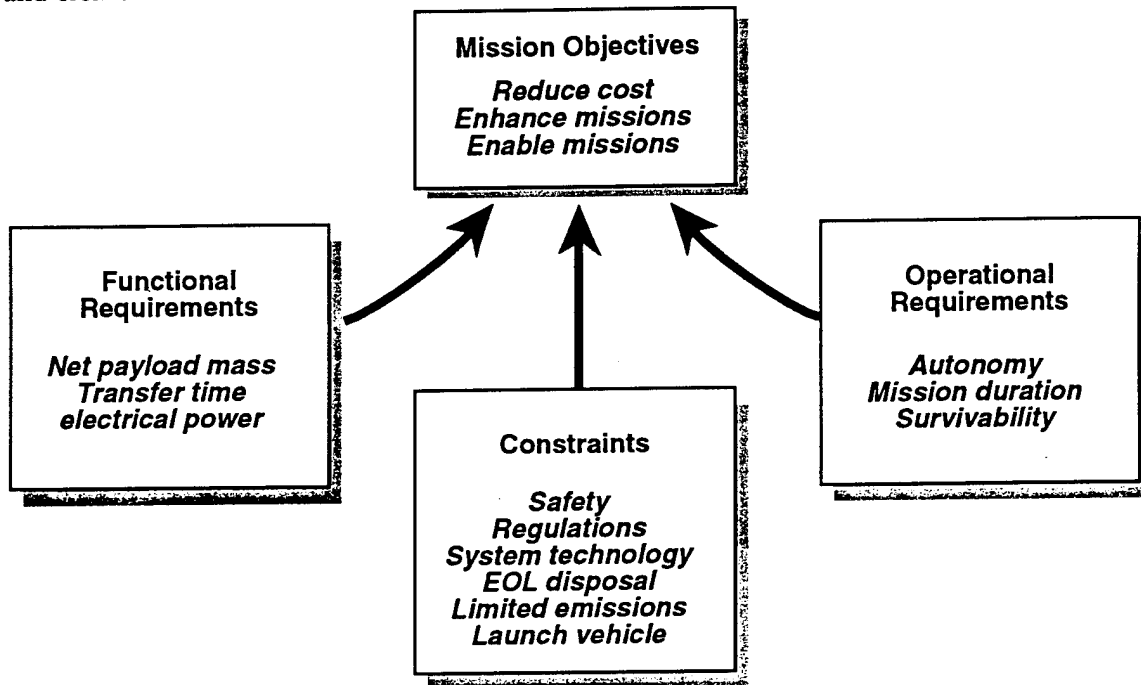 Mission Objectives
Reduce cost
Enhance missions
Enable missions
Functional
Requirements
Net payload mass
Transfer time
electrical power
Constraints
Safety
Regulations
System technology
EOL disposal
Limited emissions
Launch vehicle
Operational
Requirements
Autonomy
Mission duration
Survivability